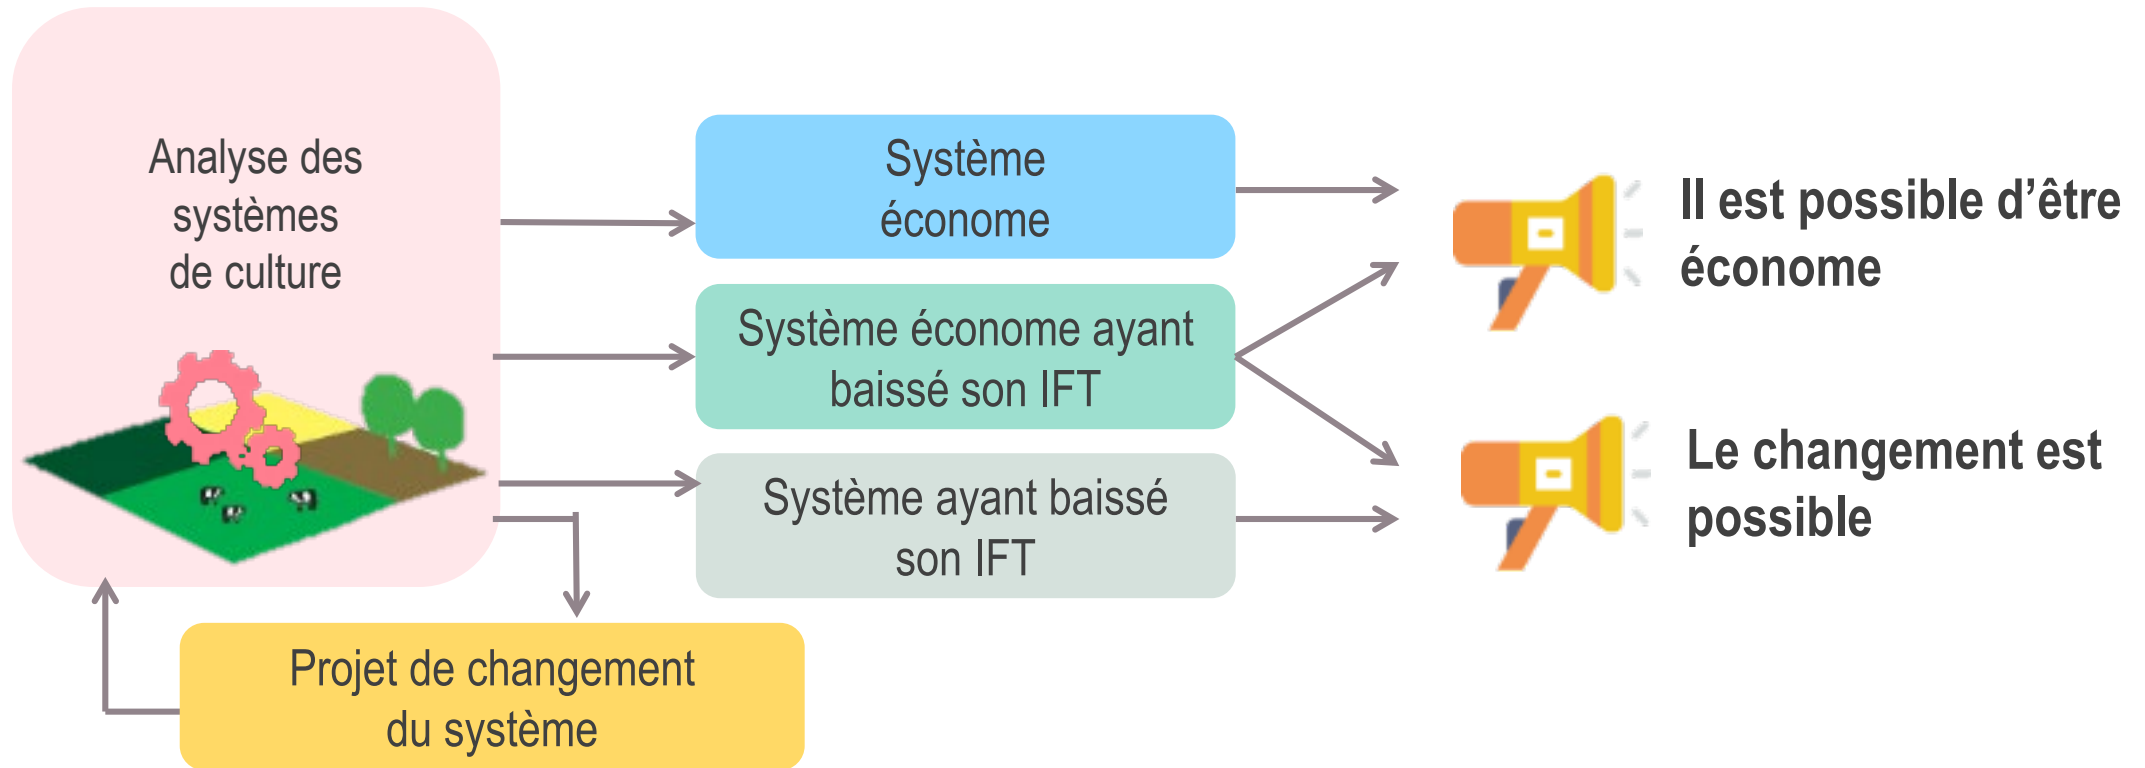 Analyse des
systèmes
de culture
Système
économe
Système économe ayant
baissé son IFT
Système ayant baissé
son IFT
Projet de changement
du système
Il est possible d’être
économe
Le changement est
possible